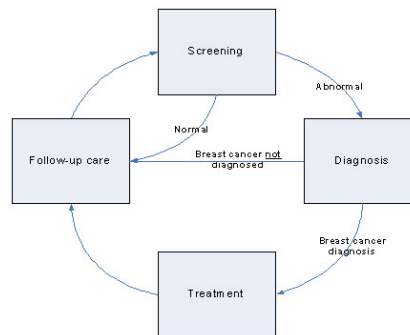 Screening
Abnormal
Normal
Follow-up care
Breast cancer not
diagnosed
Diagnosis
Breast cancer
diagnosis
Treatment